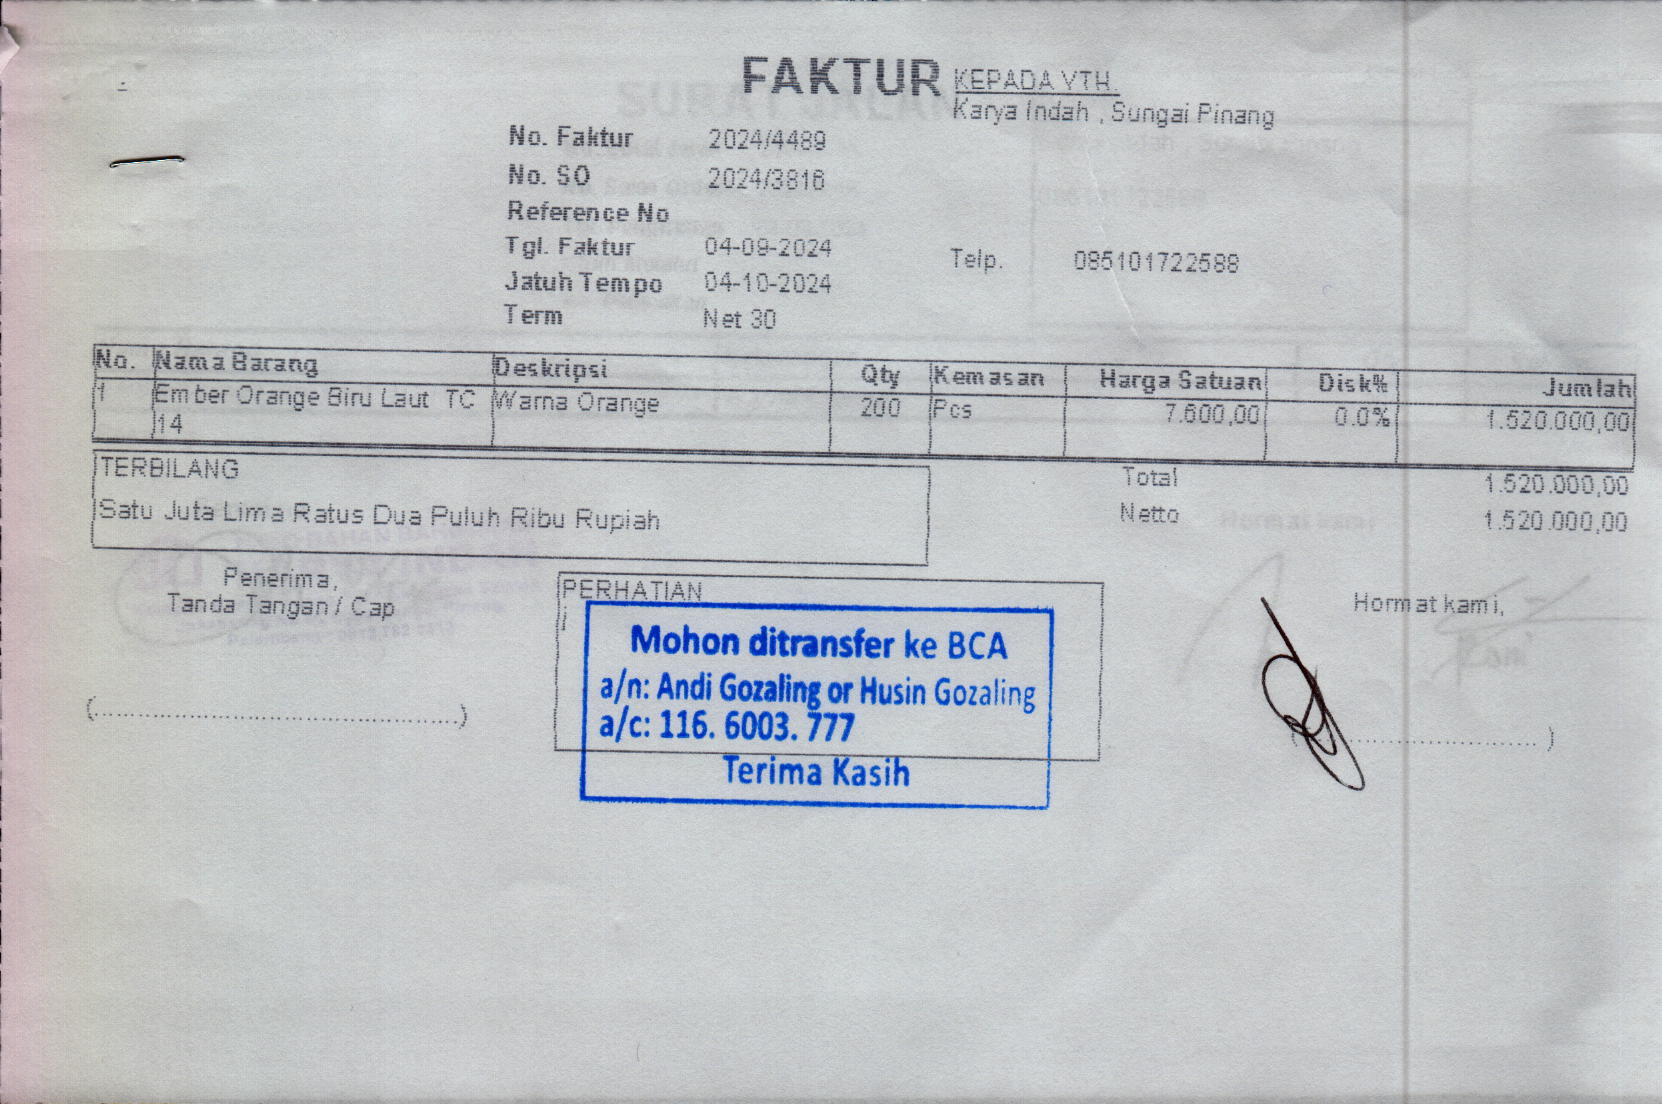 FAKTUR
KEPADA YTH.
Karya Indah , Sungai Pinang
No. Faktur 2024/4489
No. SO 2024/3816
Reference No
Tgl. Faktur 04-09-2024
Telp. 085101722588
Jatuh Tempo 04-10-2024
Term Net 30
No. Nama Barang Deskripsi Qty Kemasan Harga Satuan Disk% Jumlah
1 Ember Orange Biru Laut TC Warna Orange 200 Pcs 7.600,00 0.0% 1.520.000,00
14
TERBILANG
Satu Juta Lima Ratus Dua Puluh Ribu Rupiah
Total 1.520.000,00
Netto 1.520.000,00
Penerima,
Tanda Tangan / Cap
PERHATIAN
Mohon ditransfer ke BCA
a/n: Andi Gozaling or Husin Gozaling
a/c: 116. 6003. 777
Terima Kasih
Hormat kami,